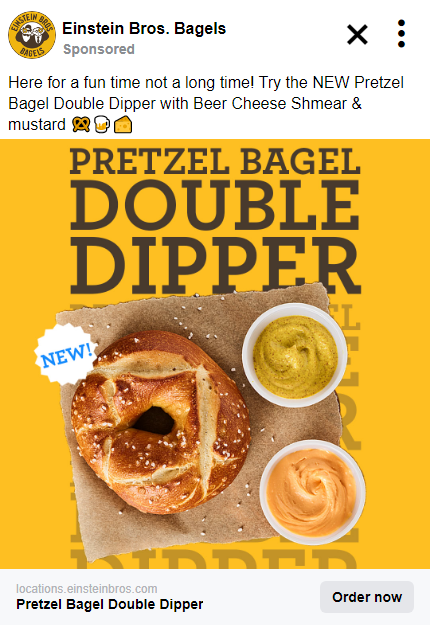 EINSTEIN BROS
BAGELS
Einstein Bros. Bagels
Sponsored
Here for a fun time not a long time! Try the NEW Pretzel
Bagel Double Dipper with Beer Cheese Shmear &
mustard 🥨🍺🧀
PRETZEL BAGEL
DOUBLE
DIPPER
NEW!
DIPPER
locations.einsteinbros.com
Pretzel Bagel Double Dipper
Order now